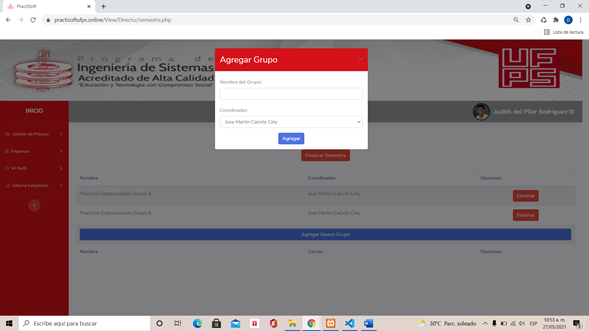 PractiSoft
practisoftufps.online/View/Director/semestre.php
Lista de lectura
Programa de
Ingeniería de Sistemas
Acreditado de Alta Calidad
"Educación y Tecnología con Compromiso Social"
UFPS
Agregar Grupo
Nombre del Grupo:
Coordinador:
Jose Martin Calixto Cely
Agregar
INICIO
Judith del Pilar Rodriguez
Gestión de Práctica
Empresas
Mi Perfil
Informe Estadístico
Finalizar Semestre
Nombre Coordinador Opciones
Practicas Empresariales Grupo A Jose Martin Calixto Cely Eliminar
Practicas Empresariales Grupo B Jose Martin Calixto Cely Eliminar
Agregar Nuevo Grupo
Nombre Correo Opciones
Escribe aquí para buscar
30°C Parc. soleado
ESP
10:53 a. m.
27/05/2021